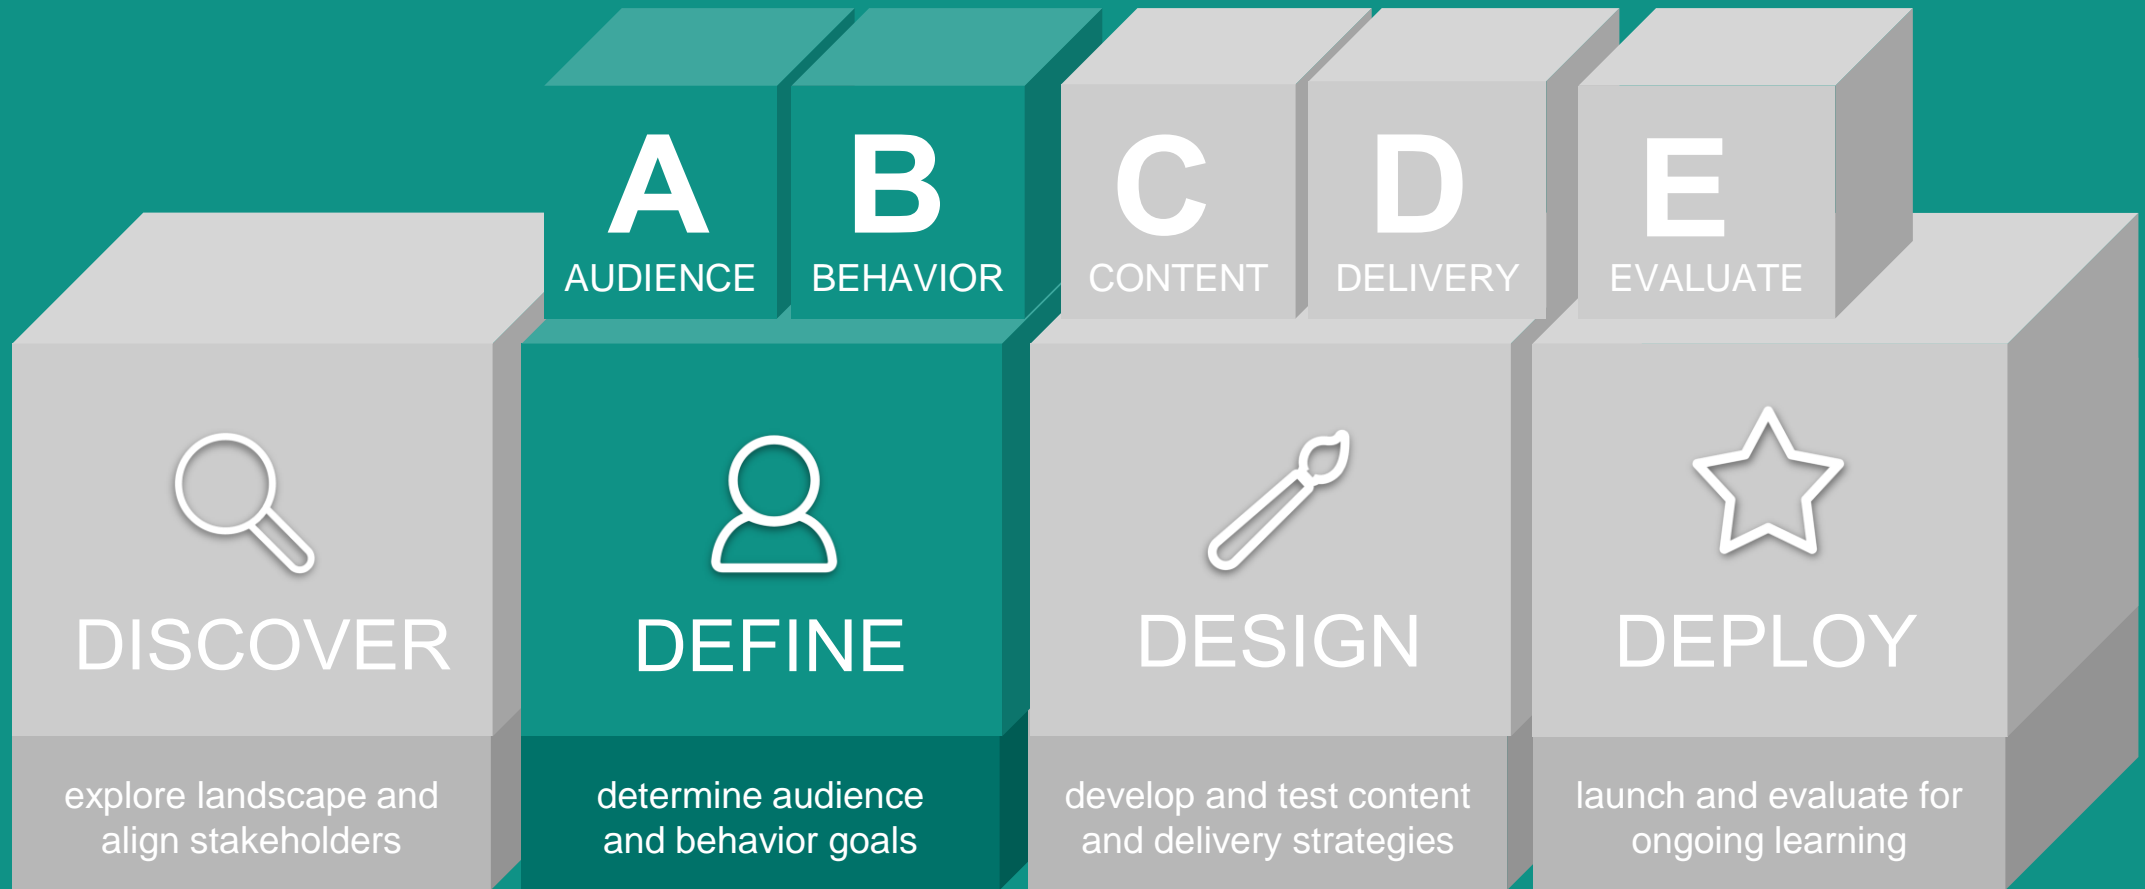 A
AUDIENCE
B
BEHAVIOR
C
CONTENT
D
DELIVERY
E
EVALUATE
DISCOVER
explore landscape and
align stakeholders
DEFINE
determine audience
and behavior goals
DESIGN
develop and test content
and delivery strategies
DEPLOY
launch and evaluate for
ongoing learning